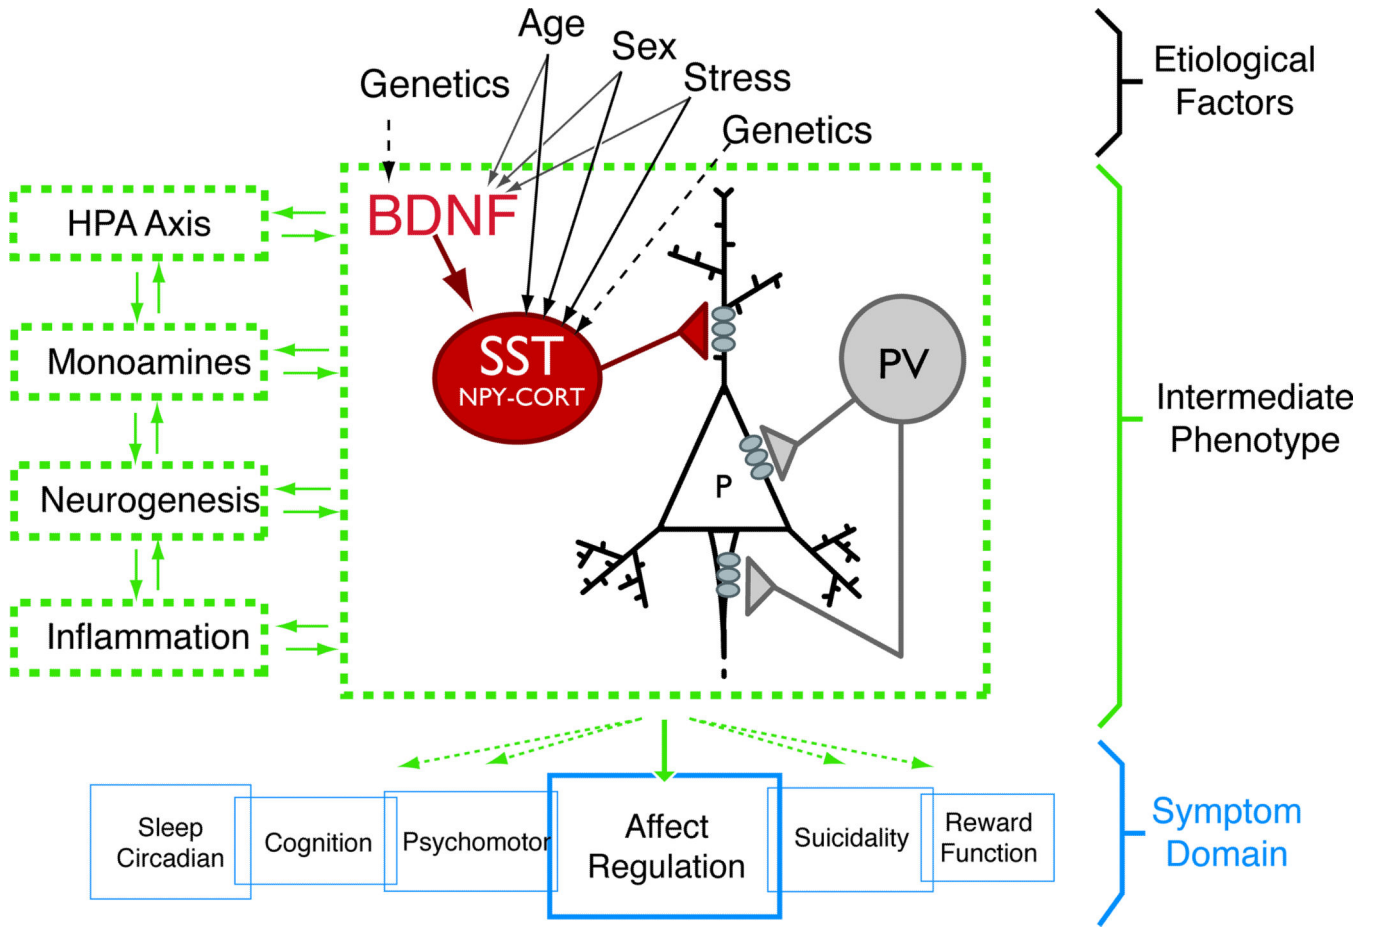 Age
Sex
Stress
Genetics
Genetics
Etiological
Factors
BDNF
HPA Axis
Monoamines
Neurogenesis
Inflammation
SST
NPY-CORT
PV
P
Intermediate
Phenotype
Sleep
Circadian
Cognition
Psychomotor
Affect
Regulation
Suicidality
Reward
Function
Symptom
Domain